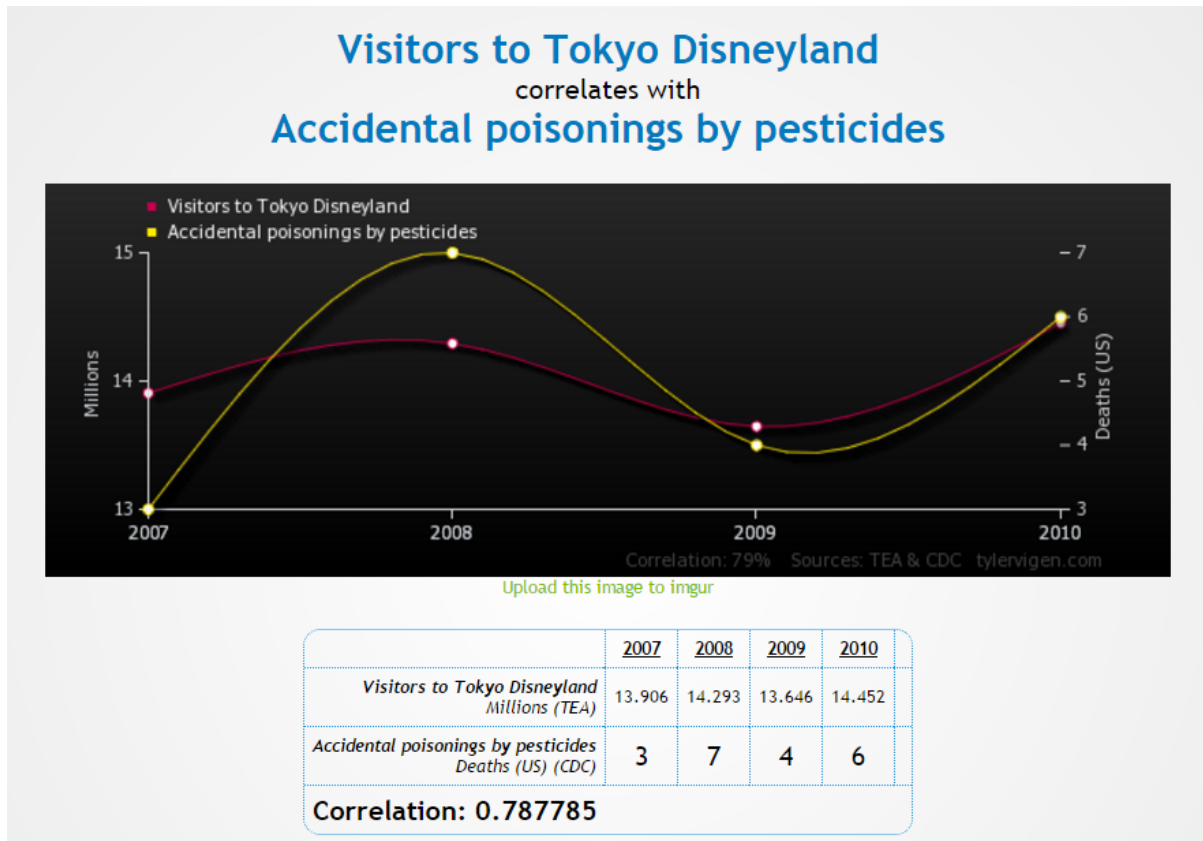 Visitors to Tokyo Disneyland
correlates with
Accidental poisonings by pesticides
Visitors to Tokyo Disneyland
Accidental poisonings by pesticides
15
14
13
Millions
7
6
5
4
3
Deaths (US)
2007 2008 2009 2010
Correlation: 79% Sources: TEA & CDC tylervigen.com
Upload this image to imgur
2007 2008 2009 2010
Visitors to Tokyo Disneyland
Millions (TEA)
13.906 14.293 13.646 14.452
Accidental poisonings by pesticides
Deaths (US) (CDC)
3 7 4 6
Correlation: 0.787785